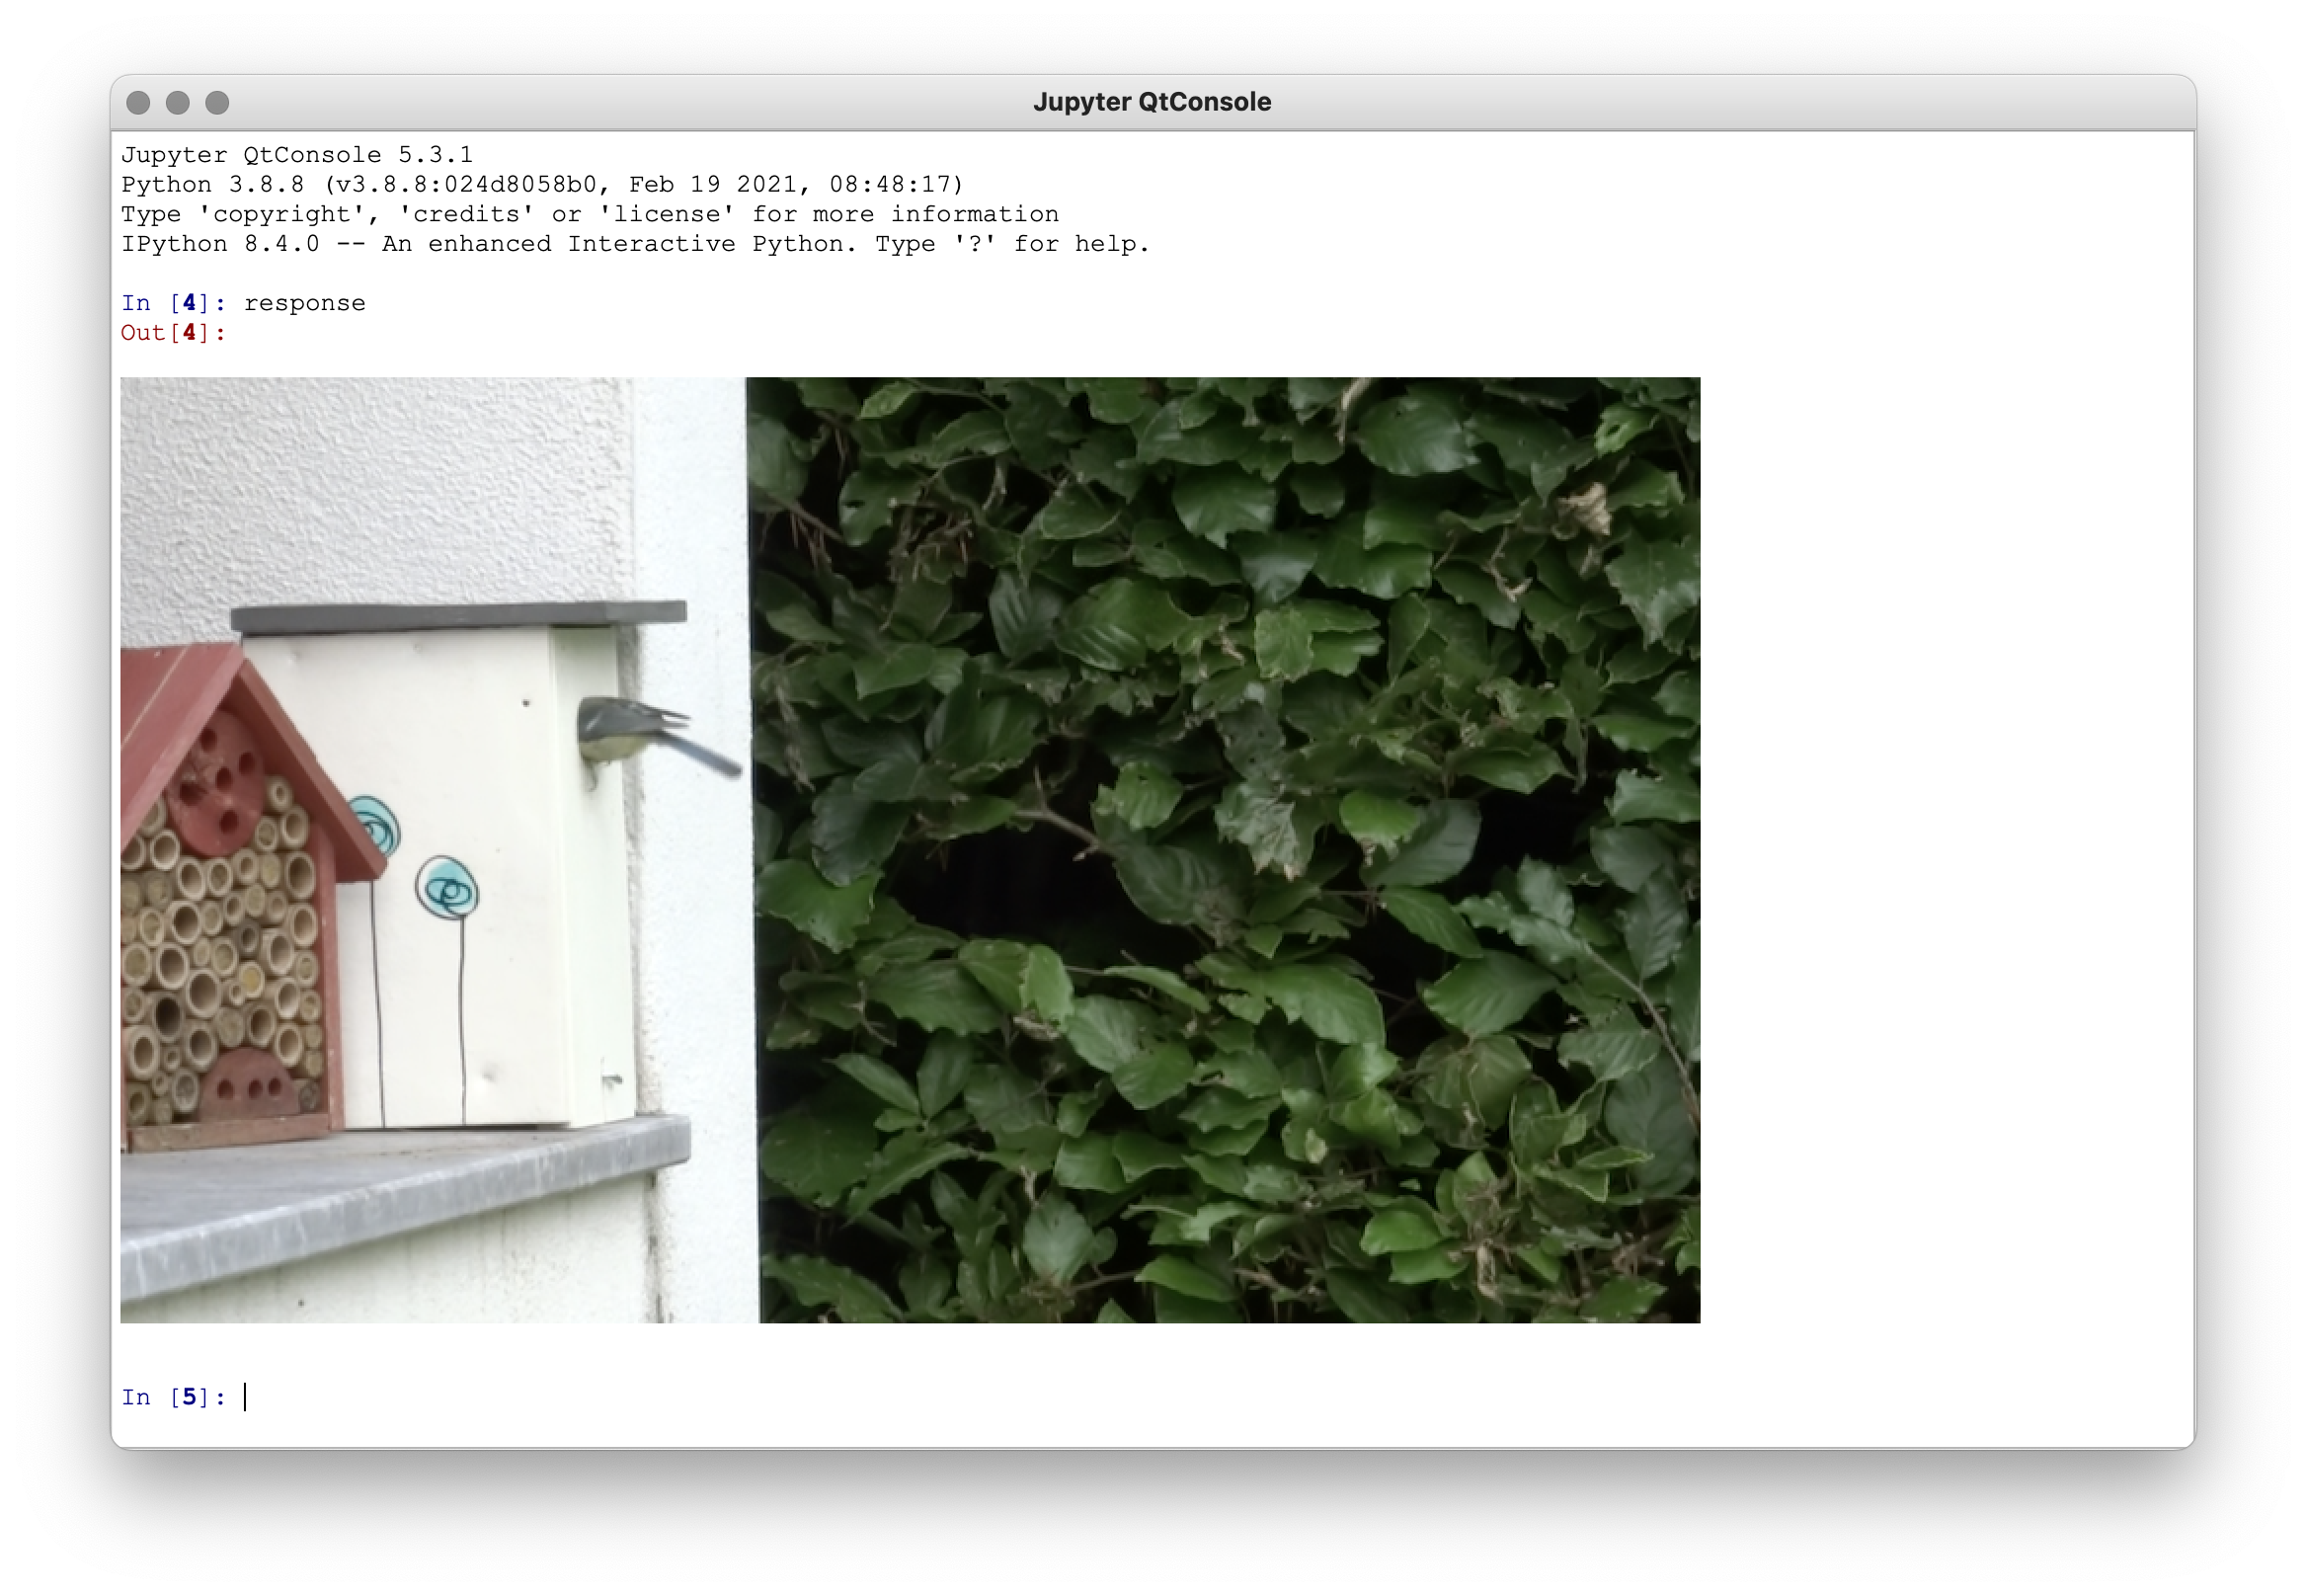 Jupyter QtConsole
Jupyter QtConsole 5.3.1
Python 3.8.8 (v3.8.8:024d8058b0, Feb 19 2021, 08:48:17)
Type 'copyright', 'credits' or 'license' for more information
IPython 8.4.0 -- An enhanced Interactive Python. Type '?' for help.
In [4]: response
Out[4]:
In [5]: